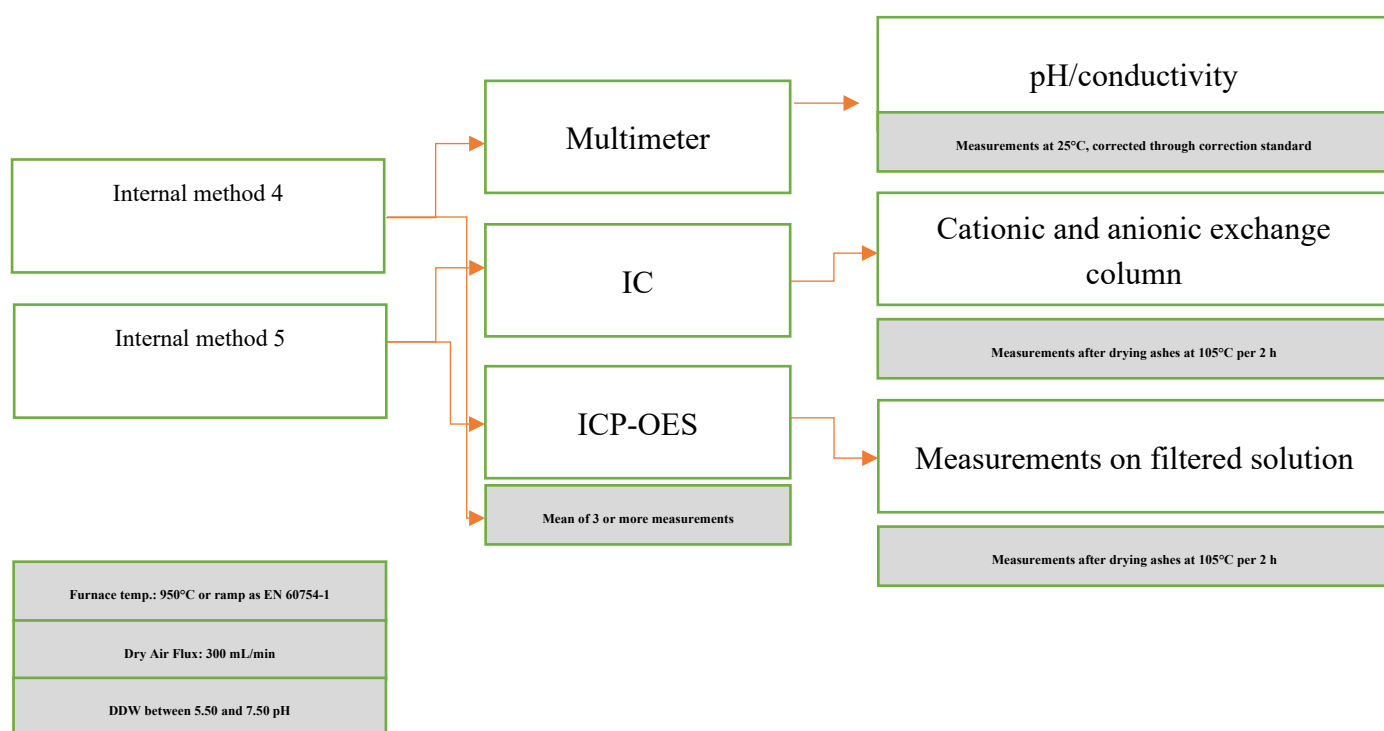 Internal method 4
Internal method 5
Multimeter
IC
ICP-OES
Mean of 3 or more measurements
pH/conductivity
Measurements at 25°C, corrected through correction standard
Cationic and anionic exchange
column
Measurements after drying ashes at 105°C per 2 h
Measurements on filtered solution
Measurements after drying ashes at 105°C per 2 h
Furnace temp.: 950°C or ramp as EN 60754-1
Dry Air Flux: 300 mL/min
DDW between 5.50 and 7.50 pH